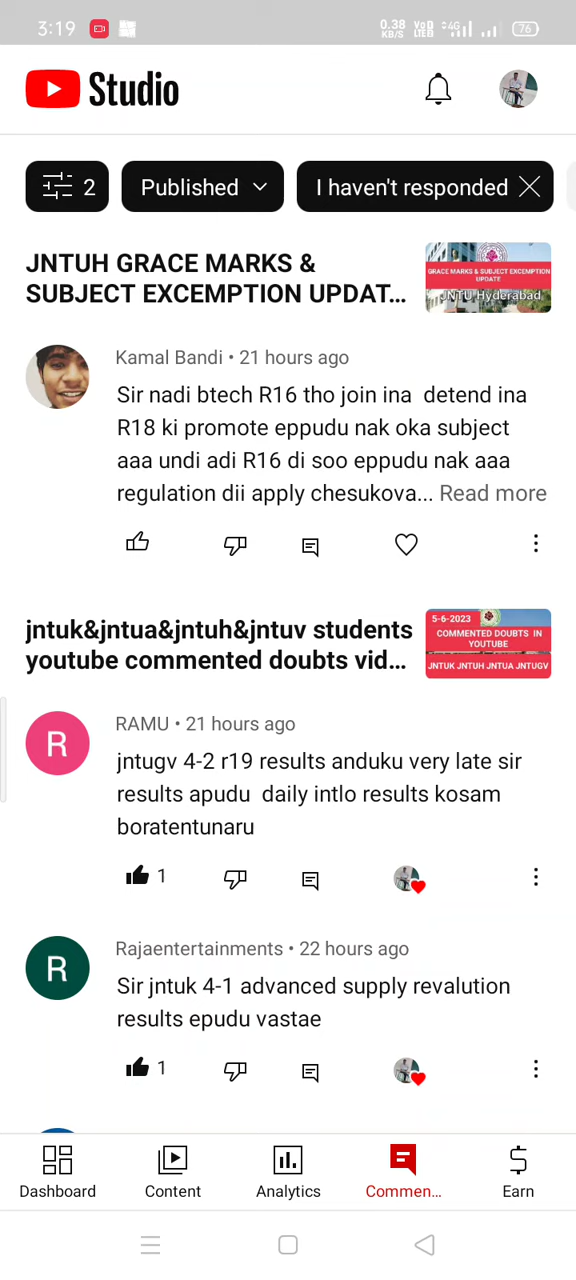 3:19
0.38 KB/S
VoD LTEB
4G
76
Studio
2
Published
I haven't responded
JNTUH GRACE MARKS &
SUBJECT EXCEMPTION UPDAT...
GRACE MARKS & SUBJECT EXCEMPTION
UPDATE
JNTU Hyderabad
Kamal Bandi • 21 hours ago
Sir nadi btech R16 tho join ina  detend ina
R18 ki promote eppudu nak oka subject
aaa undi adi R16 di soo eppudu nak aaa
regulation dii apply chesukova... Read more
jntuk&jntua&jntuh&jntuv students
youtube commented doubts vid...
5-6-2023
COMMENTED DOUBTS IN
YOUTUBE
JNTUK JNTUH JNTUA JNTUGV
R
RAMU • 21 hours ago
jntugv 4-2 r19 results anduku very late sir
results apudu  daily intlo results kosam
boratentunaru
1
R
Rajaentertainments • 22 hours ago
Sir jntuk 4-1 advanced supply revalution
results epudu vastae
1
Dashboard
Content
Analytics
Commen...
Earn